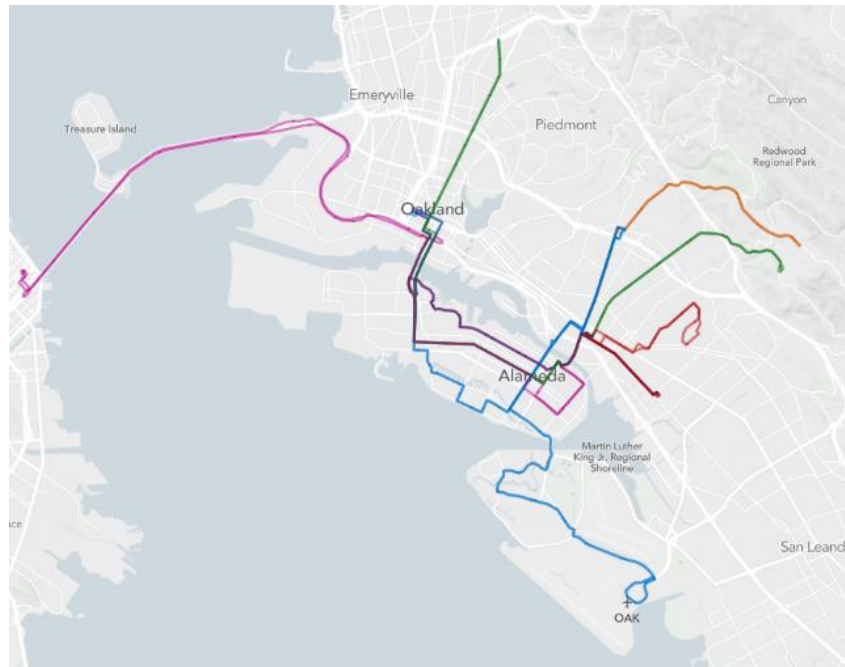 Emeryville
Canyon
Treasure Island
Piedmont
Redwood
Regional Park
Oakland
Alameda
Martin Luther
King Jr. Regional
Shoreline
ce
San Leand
OAK